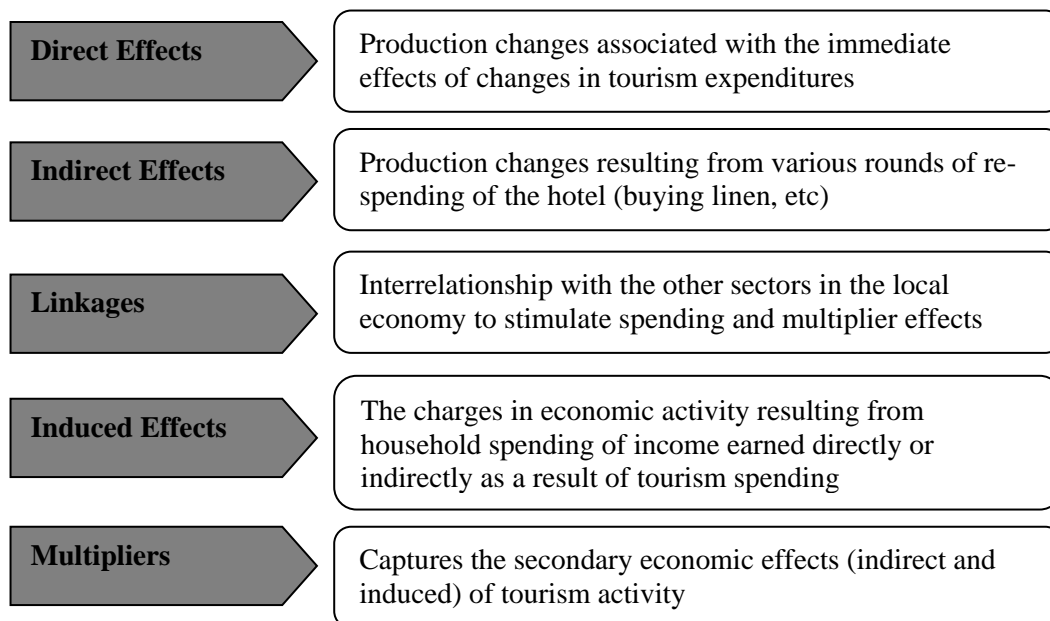 Direct Effects
Production changes associated with the immediate
effects of changes in tourism expenditures
Indirect Effects
Production changes resulting from various rounds of re-
spending of the hotel (buying linen, etc)
Linkages
Interrelationship with the other sectors in the local
economy to stimulate spending and multiplier effects
Induced Effects
The charges in economic activity resulting from
household spending of income earned directly or
indirectly as a result of tourism spending
Multipliers
Captures the secondary economic effects (indirect and
induced) of tourism activity